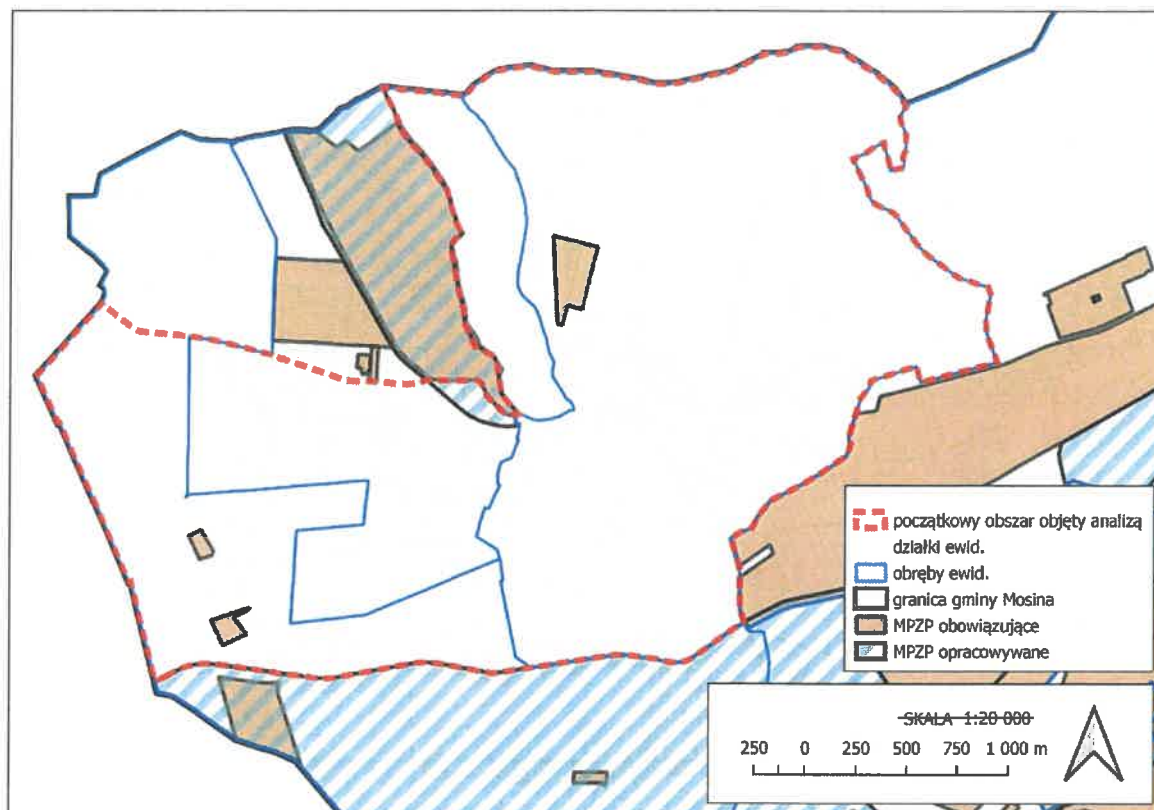 początkowy obszar objęty analizą
działki ewid.
obręby ewid.
granica gminy Mosina
MPZP obowiązujące
MPZP opracowywane
SKALA 1:20 000
250 0 250 500 750 1 000 m